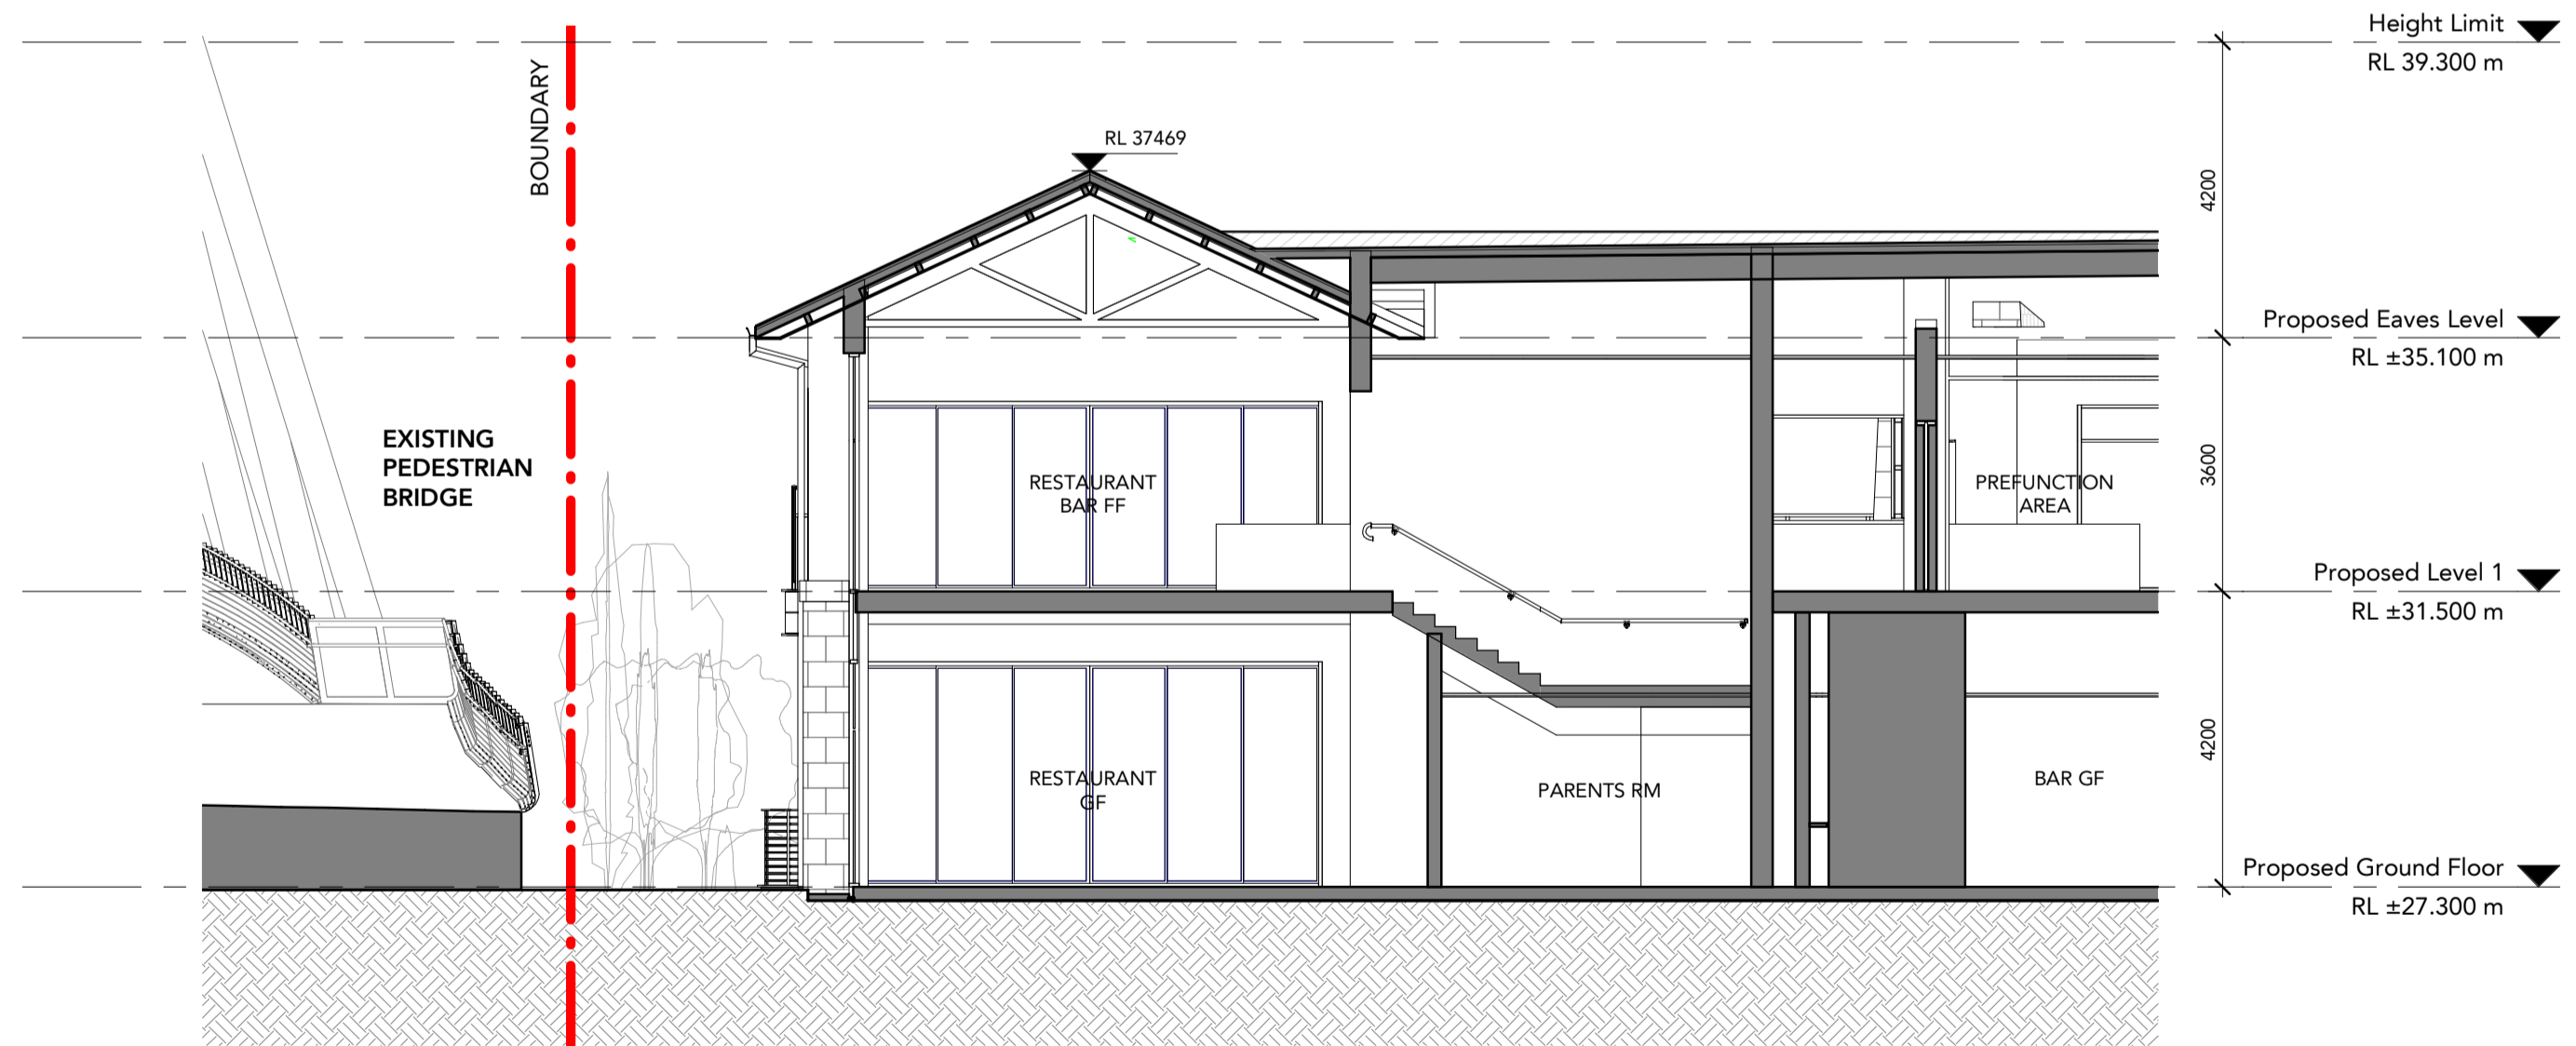 Height Limit
RL 39.300 m
BOUNDARY
RL 37469
4200
Proposed Eaves Level
RL ±35.100 m
EXISTING
PEDESTRIAN
BRIDGE
RESTAURANT
BAR FF
PREFUNCTION
AREA
3600
Proposed Level 1
RL ±31.500 m
RESTAURANT
GF
PARENTS RM
BAR GF
4200
Proposed Ground Floor
RL ±27.300 m